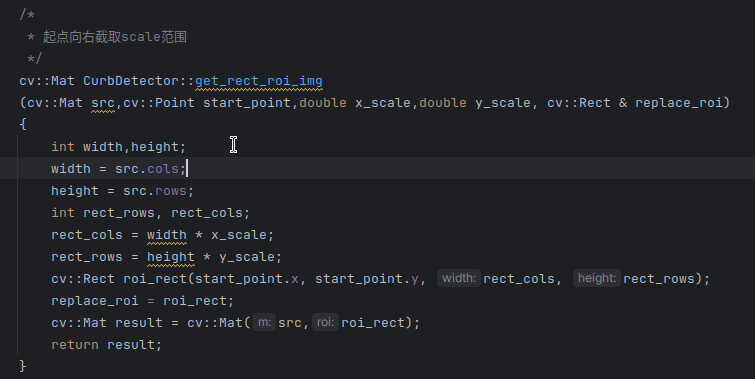 /*
 * 起点向右截取scale范围
 */
cv::Mat CurbDetector::get_rect_roi_img
(cv::Mat src,cv::Point start_point,double x_scale,double y_scale, cv::Rect & replace_roi)
{
    int width,height;
    width = src.cols;
    height = src.rows;
    int rect_rows, rect_cols;
    rect_cols = width * x_scale;
    rect_rows = height * y_scale;
    cv::Rect roi_rect(start_point.x, start_point.y, width: rect_cols, height: rect_rows);
    replace_roi = roi_rect;
    cv::Mat result = cv::Mat( m: src, roi: roi_rect);
    return result;
}